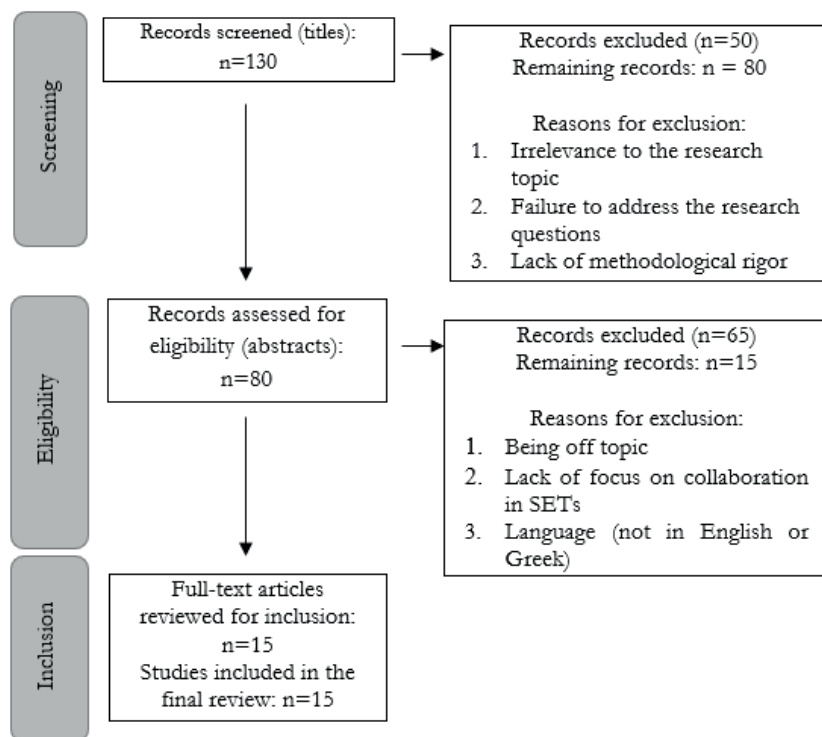 Screening
Records screened (titles):
n=130
Records excluded (n=50)
Remaining records: n = 80
Reasons for exclusion:
1. Irrelevance to the research
topic
2. Failure to address the research
questions
3. Lack of methodological rigor
Eligibility
Records assessed for
eligibility (abstracts):
n=80
Records excluded (n=65)
Remaining records: n=15
Reasons for exclusion:
1. Being off topic
2. Lack of focus on collaboration
in SETs
3. Language (not in English or
Greek)
Inclusion
Full-text articles
reviewed for inclusion:
n=15
Studies included in the
final review: n=15